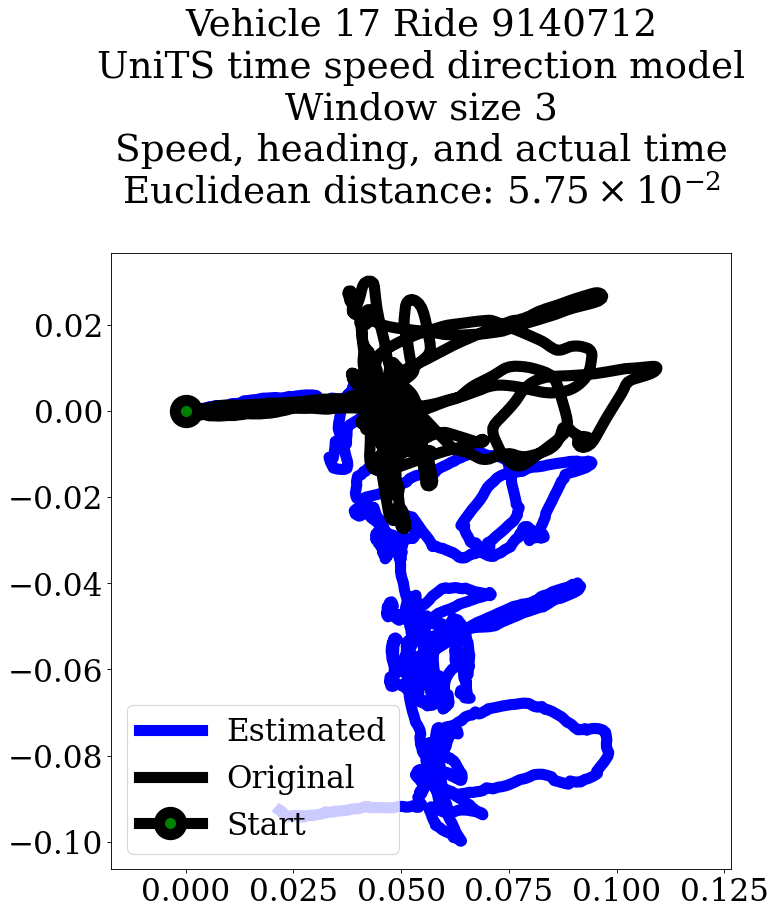 Vehicle 17 Ride 9140712
UniTS time speed direction model
Window size 3
Speed, heading, and actual time
Euclidean distance: 5.75 × 10⁻²
0.02
0.00
−0.02
−0.04
−0.06
−0.08
−0.10
Estimated
Original
Start
0.000 0.025 0.050 0.075 0.100 0.125